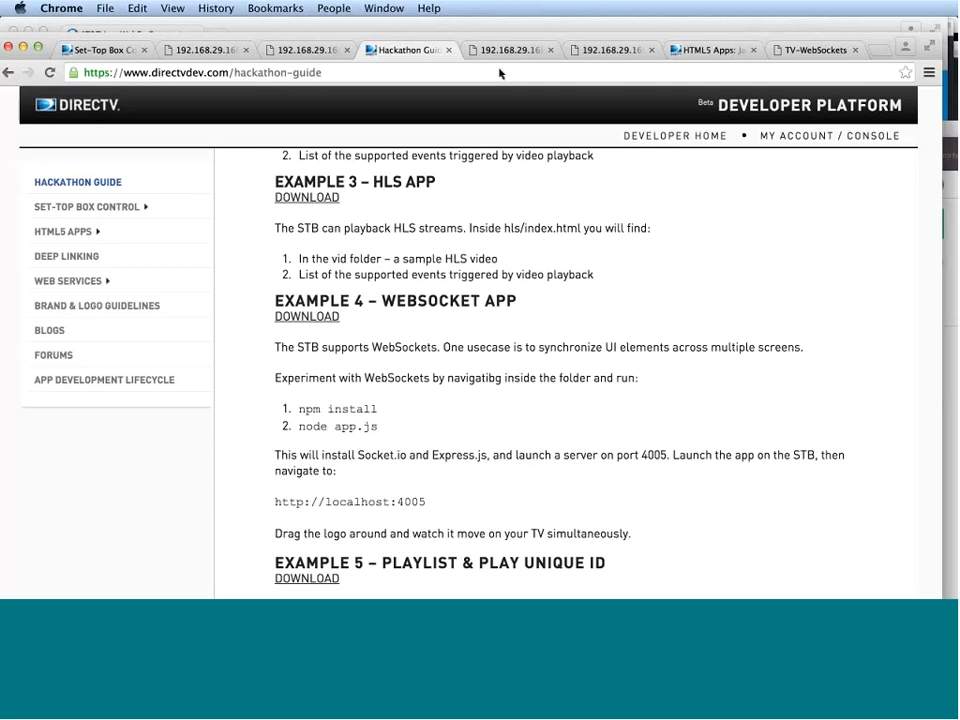 Chrome File Edit View History Bookmarks People Window Help
Set-Top Box Co 192.168.29.16 192.168.29.16 Hackathon Gui 192.168.29.16 192.168.29.16 HTML5 Apps: TV-WebSockets
https://www.directvdev.com/hackathon-guide
DIRECTV. Beta DEVELOPER PLATFORM
DEVELOPER HOME • MY ACCOUNT / CONSOLE
HACKATHON GUIDE
SET-TOP BOX CONTROL
HTML5 APPS
DEEP LINKING
WEB SERVICES
BRAND & LOGO GUIDELINES
BLOGS
FORUMS
APP DEVELOPMENT LIFECYCLE
2. List of the supported events triggered by video playback
EXAMPLE 3 – HLS APP
DOWNLOAD
The STB can playback HLS streams. Inside hls/index.html you will find:
1. In the vid folder – a sample HLS video
2. List of the supported events triggered by video playback
EXAMPLE 4 – WEBSOCKET APP
DOWNLOAD
The STB supports WebSockets. One usecase is to synchronize UI elements across multiple screens.
Experiment with WebSockets by navigatibg inside the folder and run:
1. npm install
2. node app.js
This will install Socket.io and Express.js, and launch a server on port 4005. Launch the app on the STB, then
navigate to:
http://localhost:4005
Drag the logo around and watch it move on your TV simultaneously.
EXAMPLE 5 – PLAYLIST & PLAY UNIQUE ID
DOWNLOAD